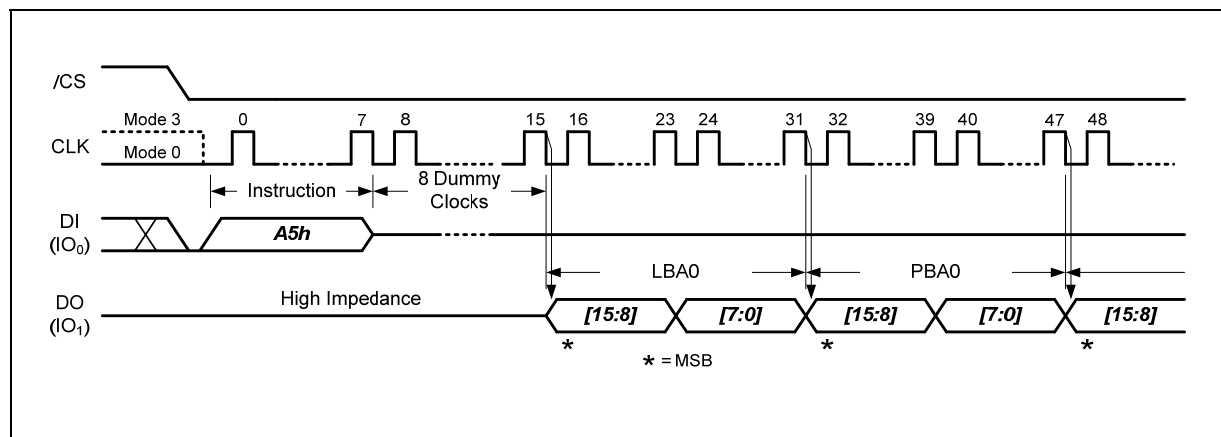 /CS
Mode 3
0 7 8 15 16 23 24 31 32 39 40 47 48
CLK
Mode 0
Instruction
8 Dummy
Clocks
DI
(IO₀)
A5h
LBA0
PBA0
DO
(IO₁)
High Impedance
[15:8] [7:0] [15:8] [7:0] [15:8]
* * *
* = MSB